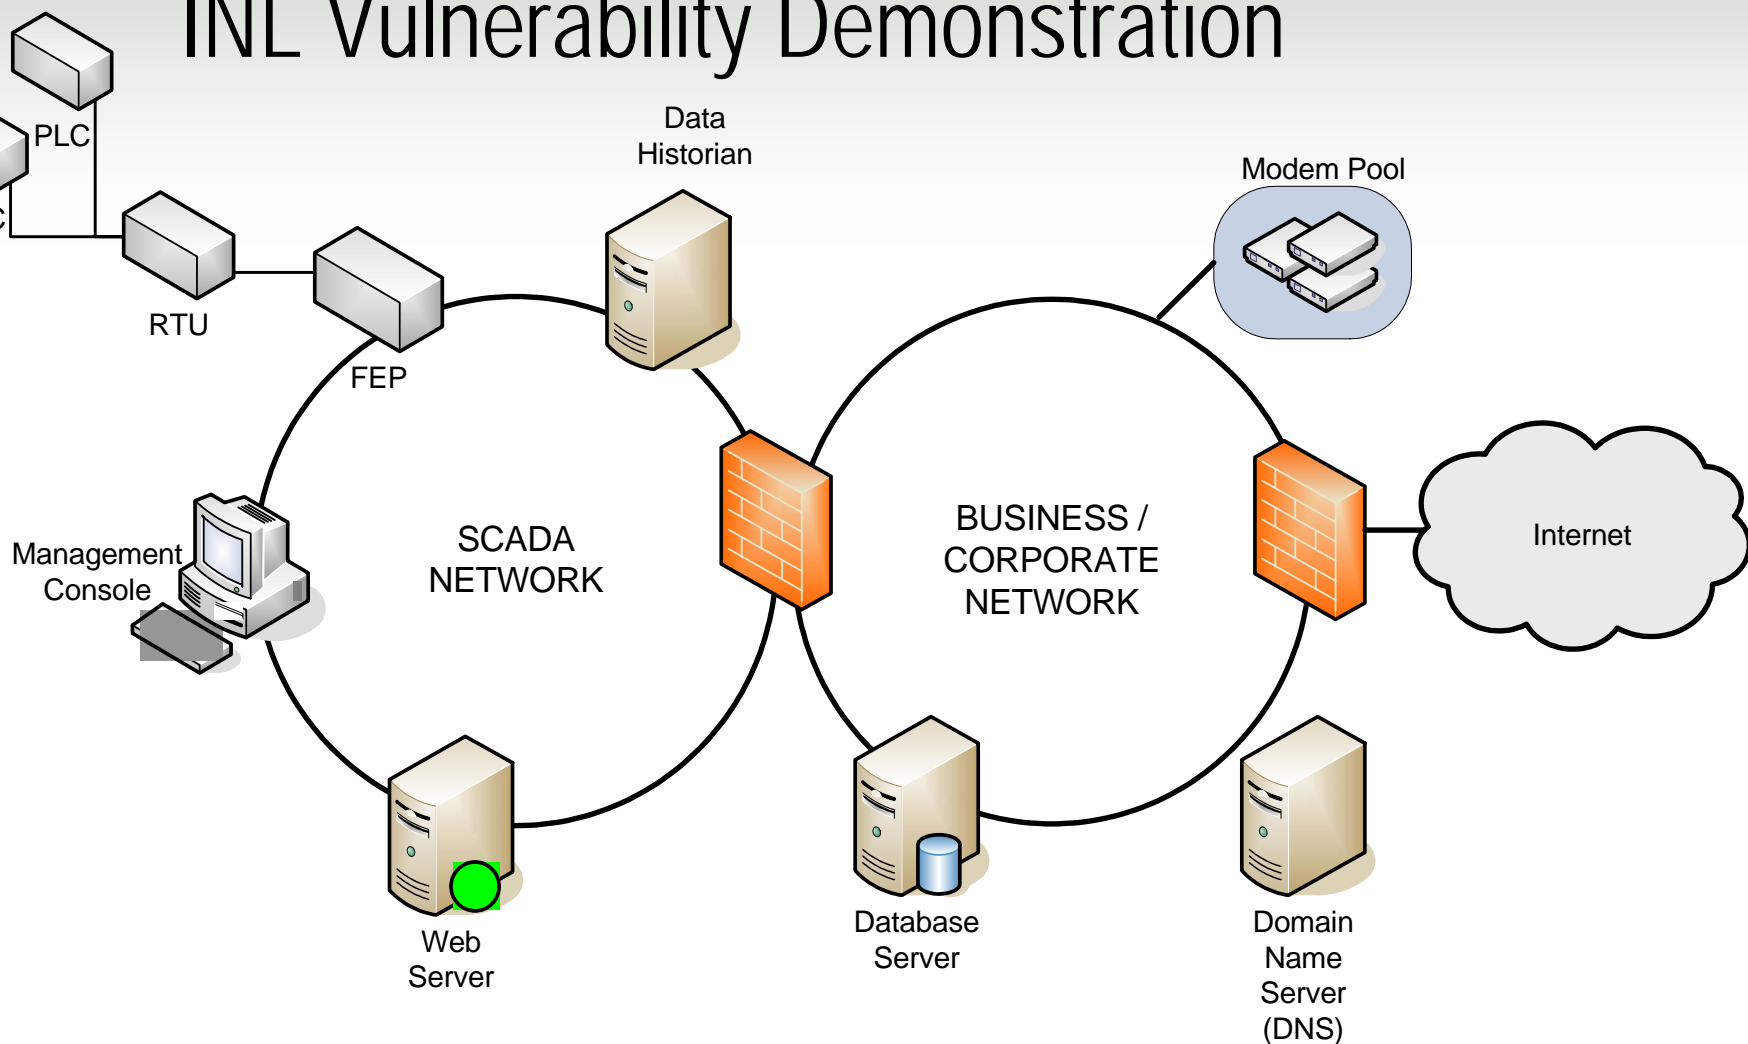 INL Vulnerability Demonstration
PLC
C
Data
Historian
Modem Pool
RTU
FEP
Management
Console
SCADA
NETWORK
BUSINESS /
CORPORATE
NETWORK
Internet
Web
Server
Database
Server
Domain
Name
Server
(DNS)